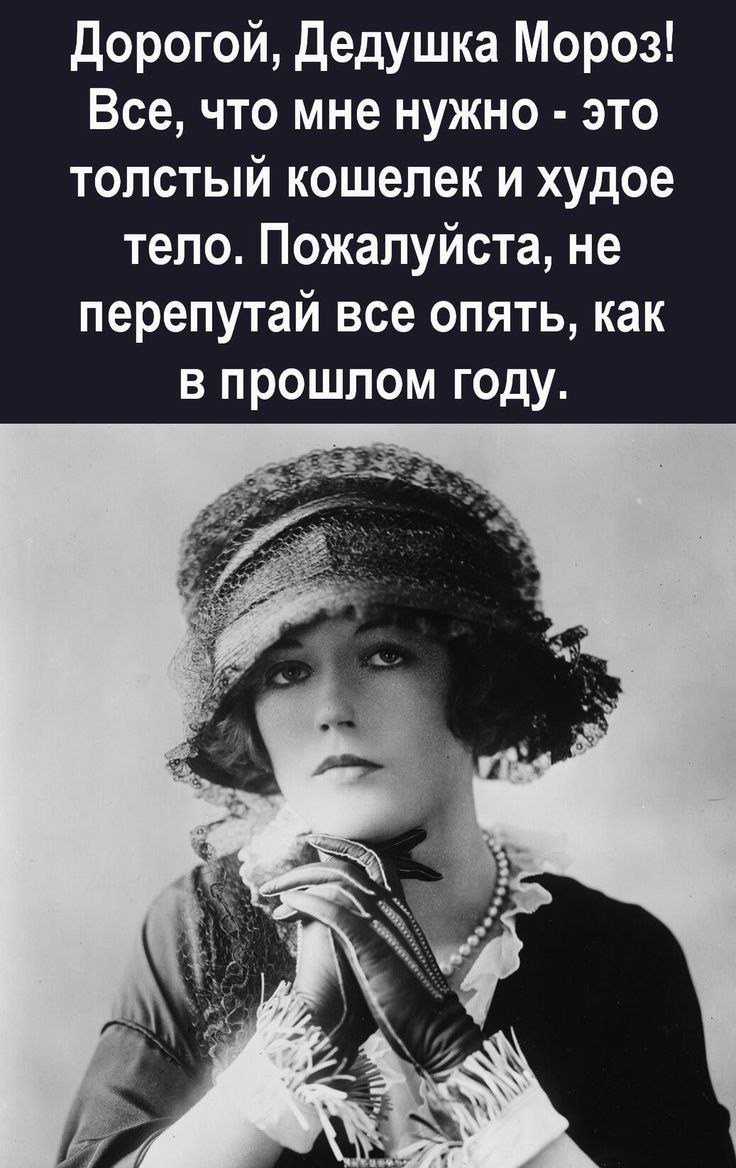 Дорогой, Дедушка Мороз!
Все, что мне нужно - это
толстый кошелек и худое
тело. Пожалуйста, не
перепутай все опять, как
в прошлом году.